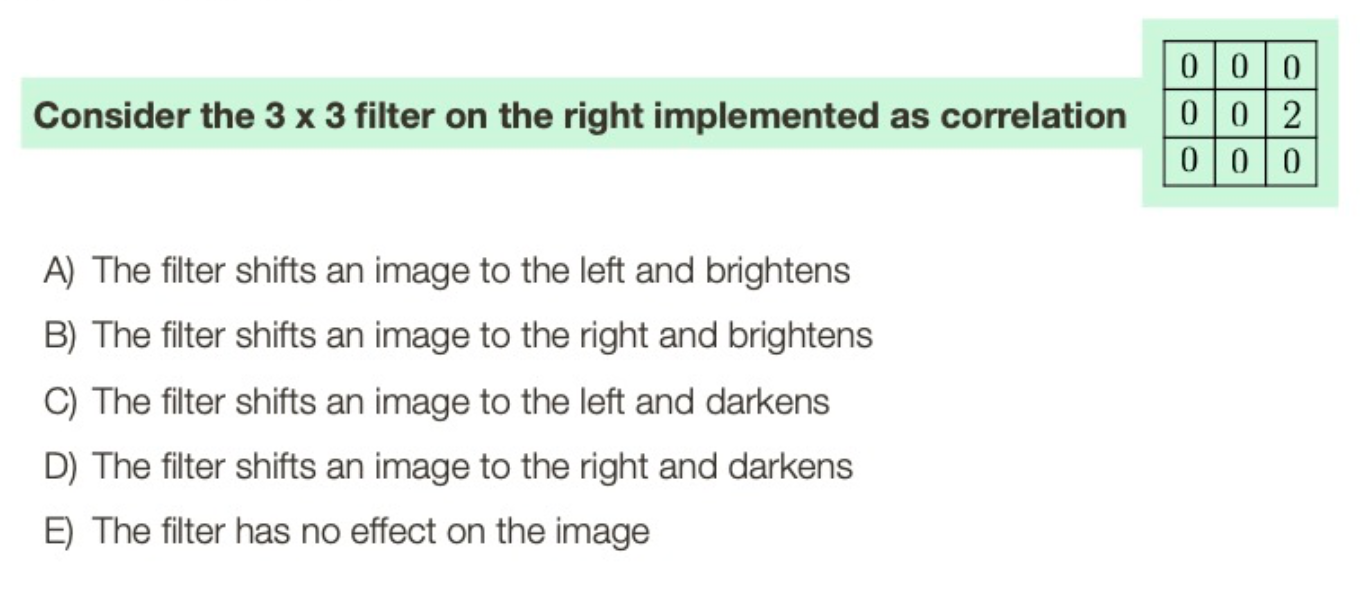 Consider the 3 x 3 filter on the right implemented as correlation
0 0 0
0 0 2
0 0 0
A) The filter shifts an image to the left and brightens
B) The filter shifts an image to the right and brightens
C) The filter shifts an image to the left and darkens
D) The filter shifts an image to the right and darkens
E) The filter has no effect on the image